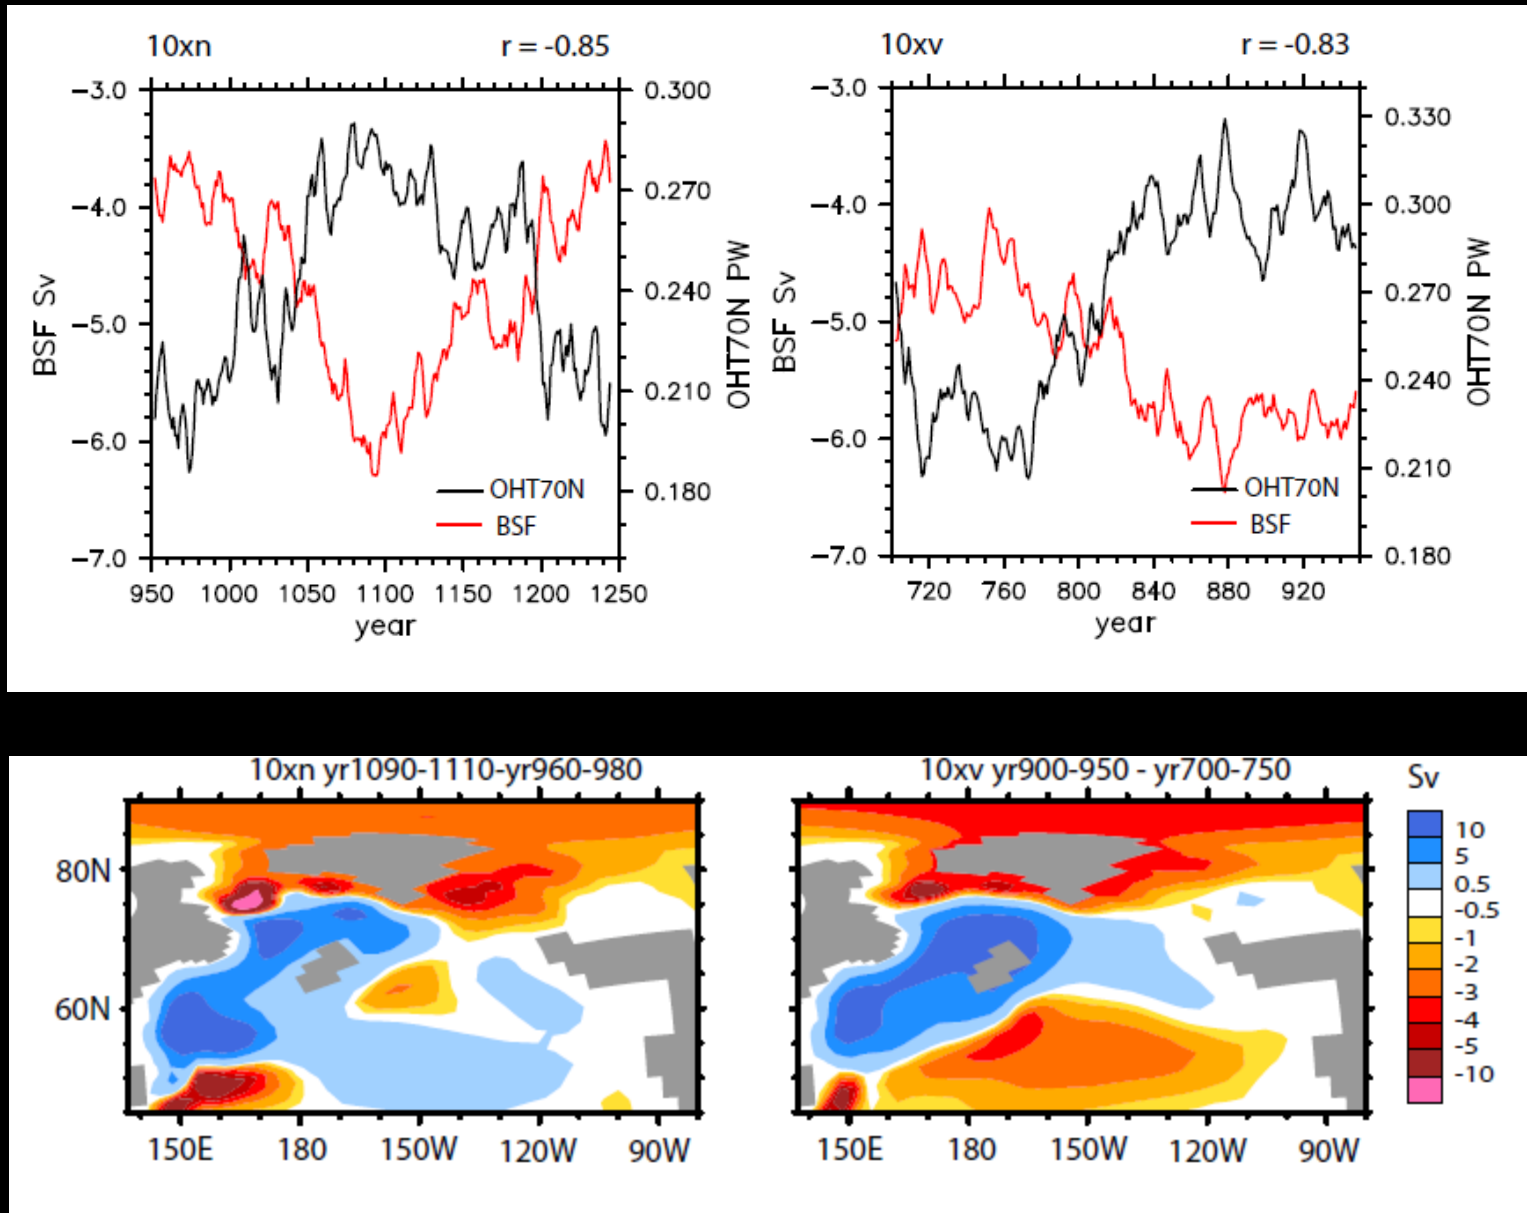 10xn r = -0.85
−3.0
−4.0
−5.0
−6.0
−7.0
BSF Sv
0.300
0.270
0.240
0.210
0.180
OHT70N PW
OHT70N
BSF
950 1000 1050 1100 1150 1200 1250
year
10xv r = -0.83
−3.0
−4.0
−5.0
−6.0
−7.0
BSF Sv
0.330
0.300
0.270
0.240
0.210
0.180
OHT70N PW
OHT70N
BSF
720 760 800 840 880 920
year
10xn yr1090-1110-yr960-980
80N
60N
150E 180 150W 120W 90W
10xv yr900-950 - yr700-750
150E 180 150W 120W 90W
Sv
10
5
0.5
-0.5
-1
-2
-3
-4
-5
-10